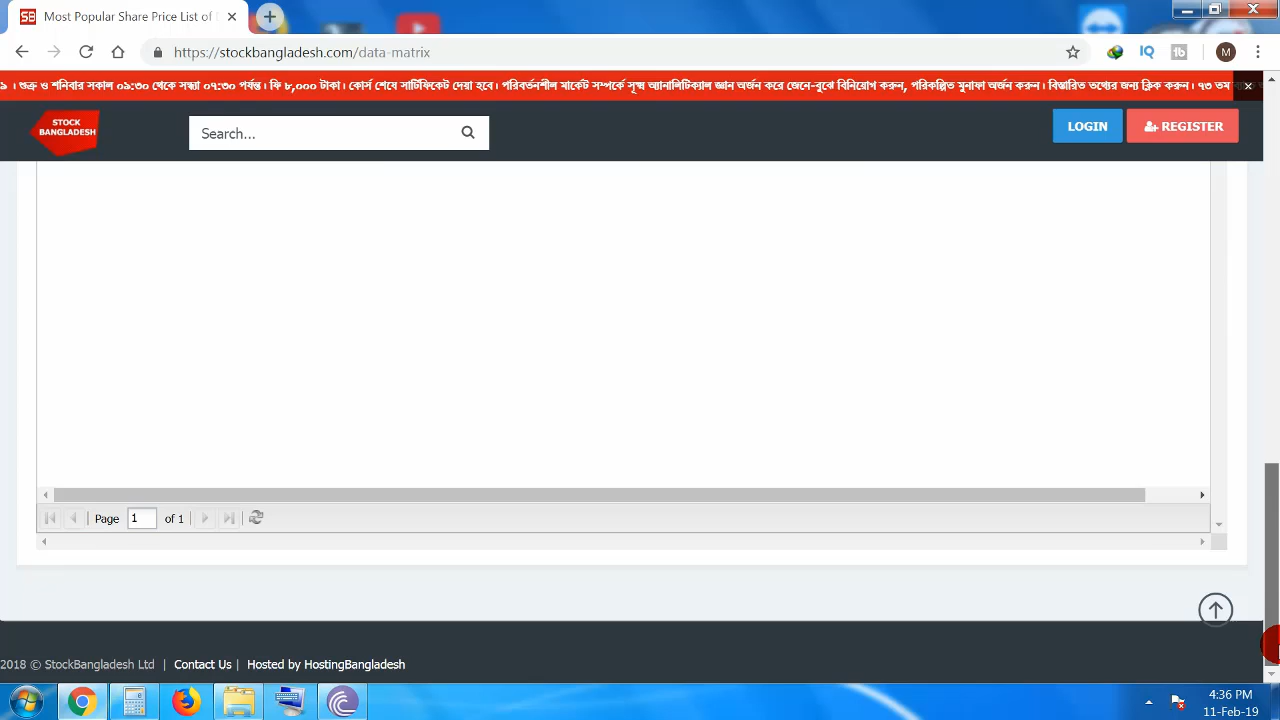 Most Popular Share Price List of
https://stockbangladesh.com/data-matrix
M
১ । শুক্র ও শনিবার সকাল ০৯:৩০ থেকে সন্ধ্যা ০৭:৩০ পর্যন্ত। ফি ৮,০০০ টাকা। কোর্স শেষে সার্টিফিকেট দেয়া হবে। পরিবর্তনশীল মার্কেট সম্পর্কে সূক্ষ্ম অ্যানালিটিক্যাল জ্ঞান অর্জন করে জেনে-বুঝে বিনিয়োগ করুন, পরিকল্পিত মুনাফা অর্জন করুন। বিস্তারিত তথ্যের জন্য ক্লিক করুন। ৭৩ তম
STOCK
BANGLADESH
Search...
LOGIN
REGISTER
Page 1 of 1
2018 © StockBangladesh Ltd | Contact Us | Hosted by HostingBangladesh
4:36 PM
11-Feb-19